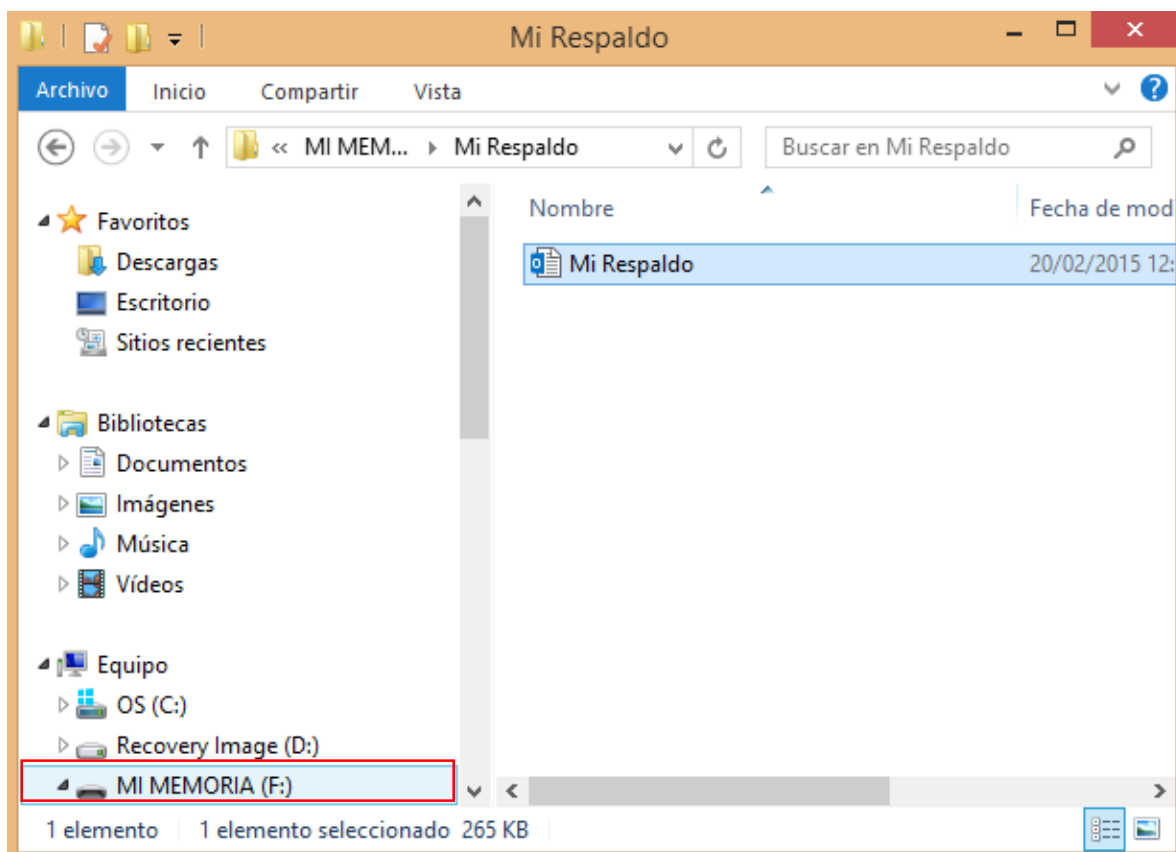 Mi Respaldo
Archivo Inicio Compartir Vista
« MI MEM... Mi Respaldo Buscar en Mi Respaldo
Nombre Fecha de mod
Mi Respaldo 20/02/2015 12:
Favoritos
Descargas
Escritorio
Sitios recientes
Bibliotecas
Documentos
Imágenes
Música
Vídeos
Equipo
OS (C:)
Recovery Image (D:)
MI MEMORIA (F:)
1 elemento 1 elemento seleccionado 265 KB